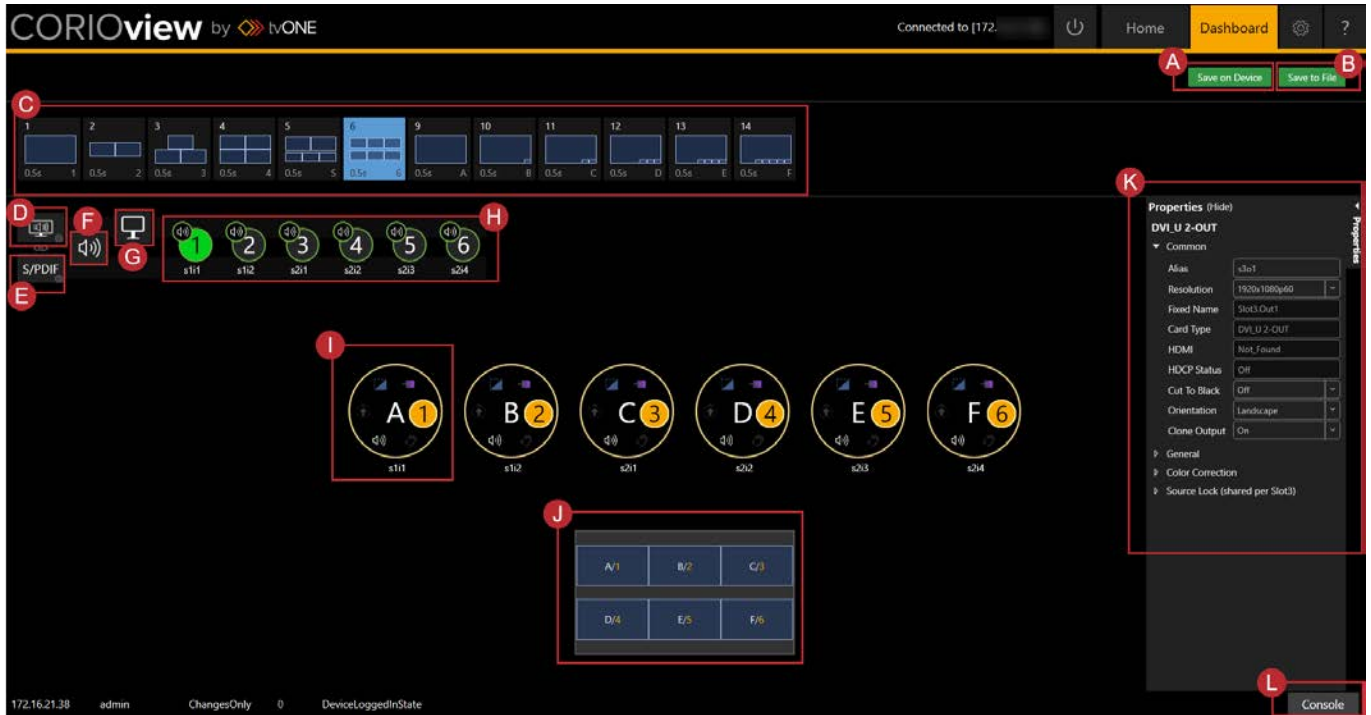 CORIOview by tvONE
Connected to [172.
Home
Dashboard
?
A
Save on Device
B
Save to File
C
1 2 3 4 5 6 9 10 11 12 13 14
0.5s 1 0.5s 2 0.5s 3 0.5s 4 0.5s 5 0.5s 6 0.5s A 0.5s B 0.5s C 0.5s D 0.5s E 0.5s F
D
F
G
H
S/PDIF
E
1 2 3 4 5 6
s1i1 s1i2 s2i1 s2i2 s2i3 s2i4
I
A 1 B 2 C 3 D 4 E 5 F 6
s1i1 s1i2 s2i1 s2i2 s2i3 s2i4
J
A/1 B/2 C/3
D/4 E/5 F/6
K
Properties (Hide)
Properties
DVI_U 2-OUT
Common
Alias s3o1
Resolution 1920x1080p60
Fixed Name Slot3.Out1
Card Type DVI_U 2-OUT
HDMI Not_Found
HDCP Status Off
Cut To Black Off
Orientation Landscape
Clone Output On
General
Color Correction
Source Lock (shared per Slot3)
L
Console
172.16.21.38 admin ChangesOnly 0 DeviceLoggedInState